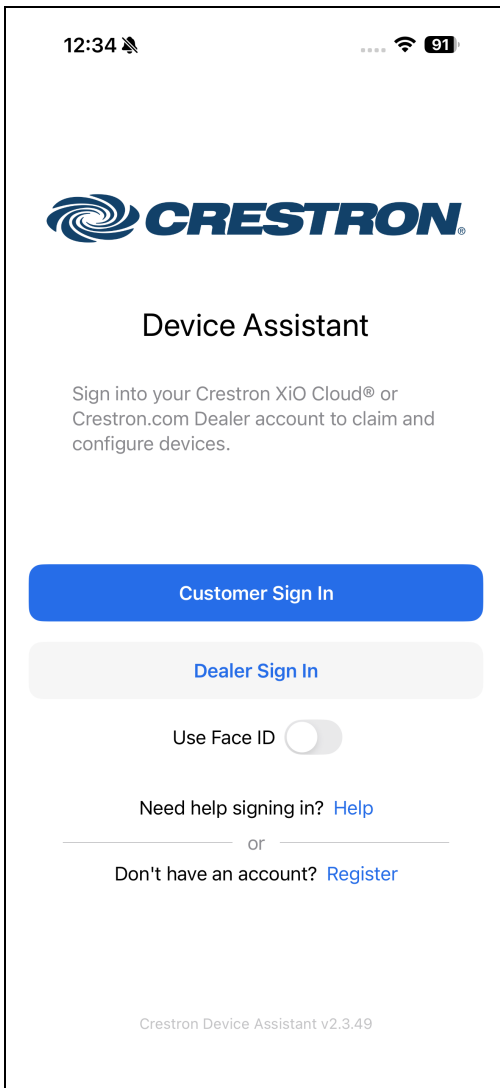 12:34
91
CRESTRON®
Device Assistant
Sign into your Crestron XiO Cloud® or
Crestron.com Dealer account to claim and
configure devices.
Customer Sign In
Dealer Sign In
Use Face ID
Need help signing in? Help
or
Don't have an account? Register
Crestron Device Assistant v2.3.49